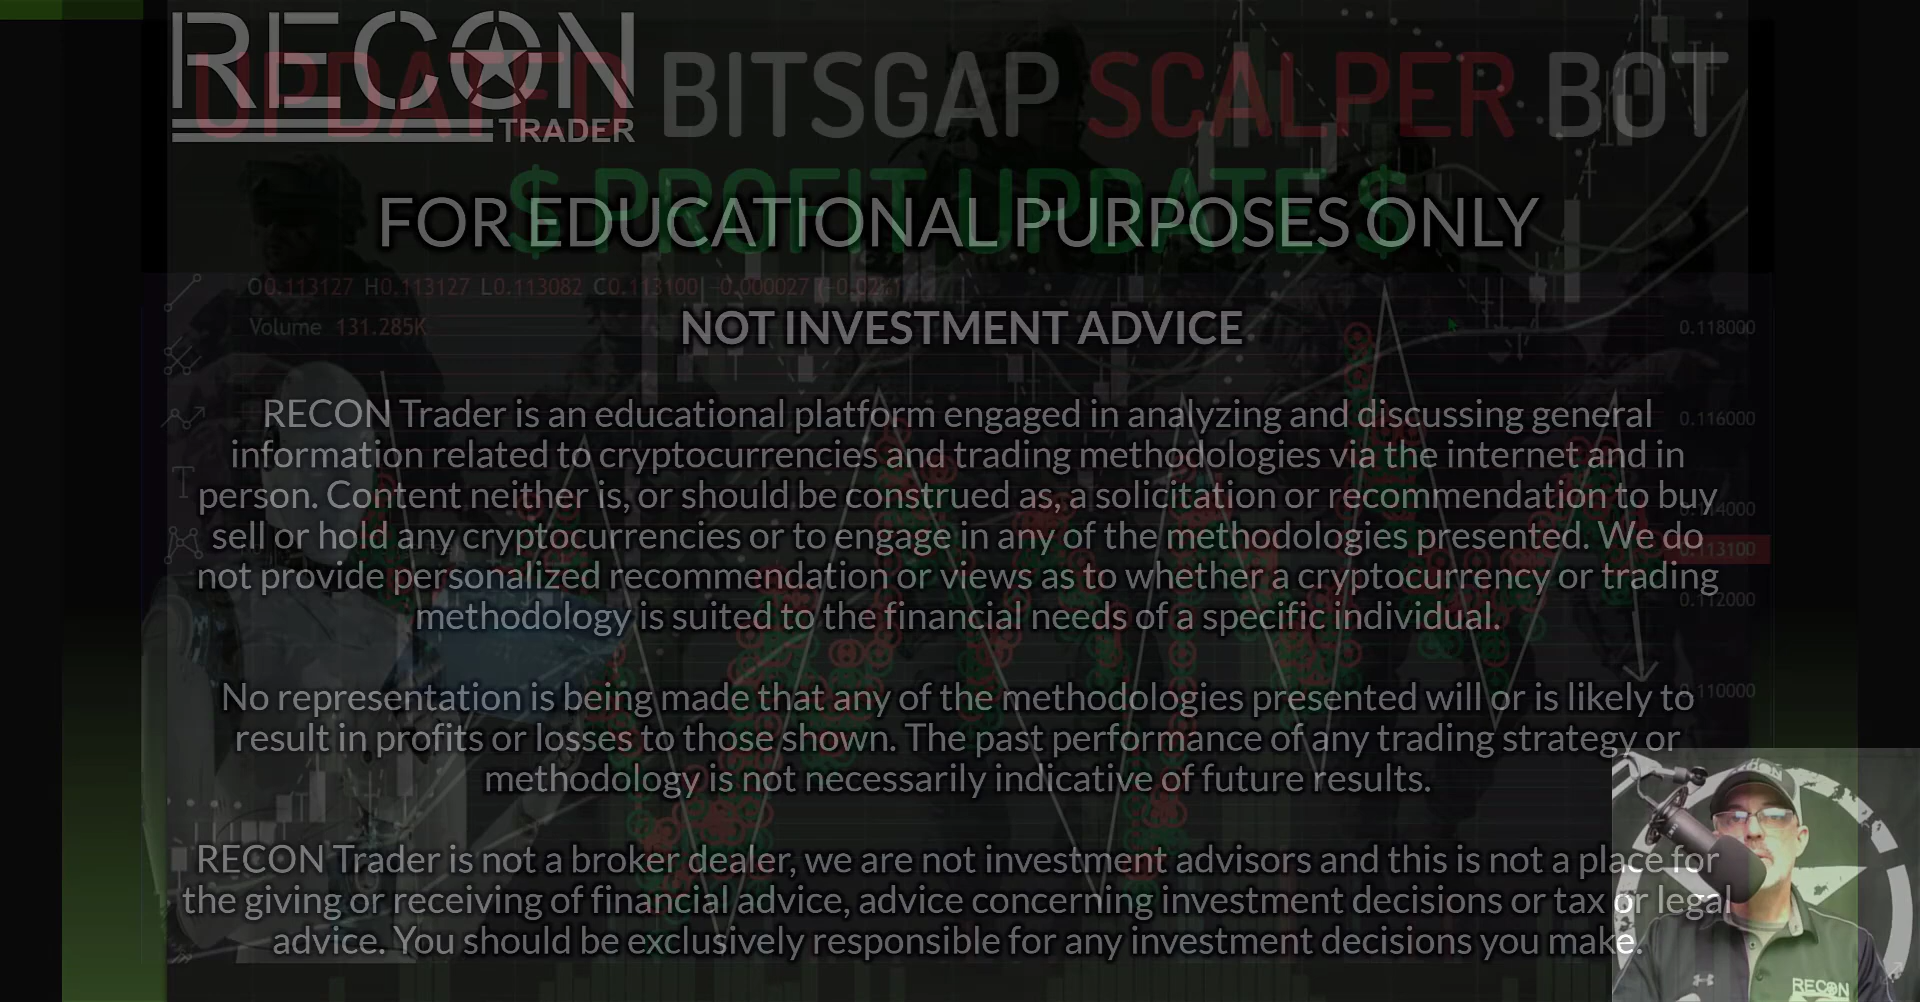 RECON
TRADER
UPDATED BITSGAP SCALPER BOT
$ PROFIT UPDATE $
FOR EDUCATIONAL PURPOSES ONLY
O0.113127 H0.113127 L0.113082 C0.113100 −0.000027
Volume 131.285K
NOT INVESTMENT ADVICE
0.118000
RECON Trader is an educational platform engaged in analyzing and discussing general
0.116000
information related to cryptocurrencies and trading methodologies via the internet and in
person. Content neither is, or should be construed as, a solicitation or recommendation to buy
0.114000
sell or hold any cryptocurrencies or to engage in any of the methodologies presented. We do
0.113100
not provide personalized recommendation or views as to whether a cryptocurrency or trading
0.112000
methodology is suited to the financial needs of a specific individual.
No representation is being made that any of the methodologies presented will or is likely to
0.110000
result in profits or losses to those shown. The past performance of any trading strategy or
methodology is not necessarily indicative of future results.
RECON Trader is not a broker dealer, we are not investment advisors and this is not a place for
the giving or receiving of financial advice, advice concerning investment decisions or tax or legal
advice. You should be exclusively responsible for any investment decisions you make.
RECON